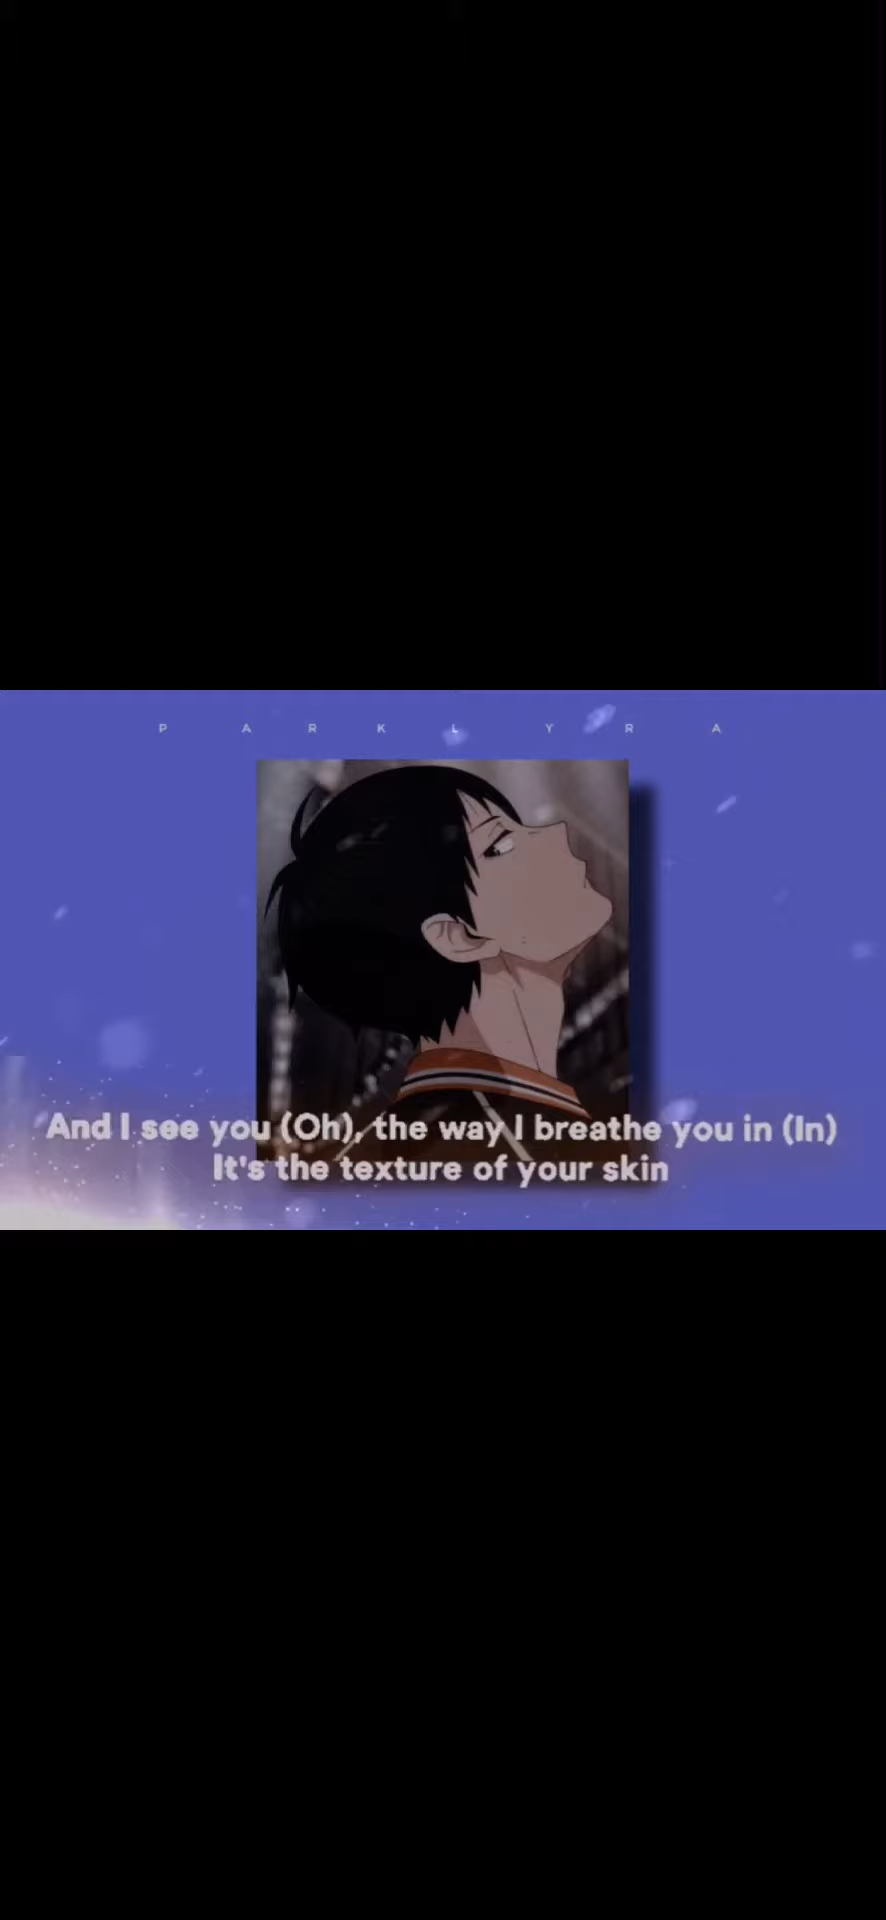 P A R K L Y R A
And I see you (Oh), the way I breathe you in (In)
It's the texture of your skin